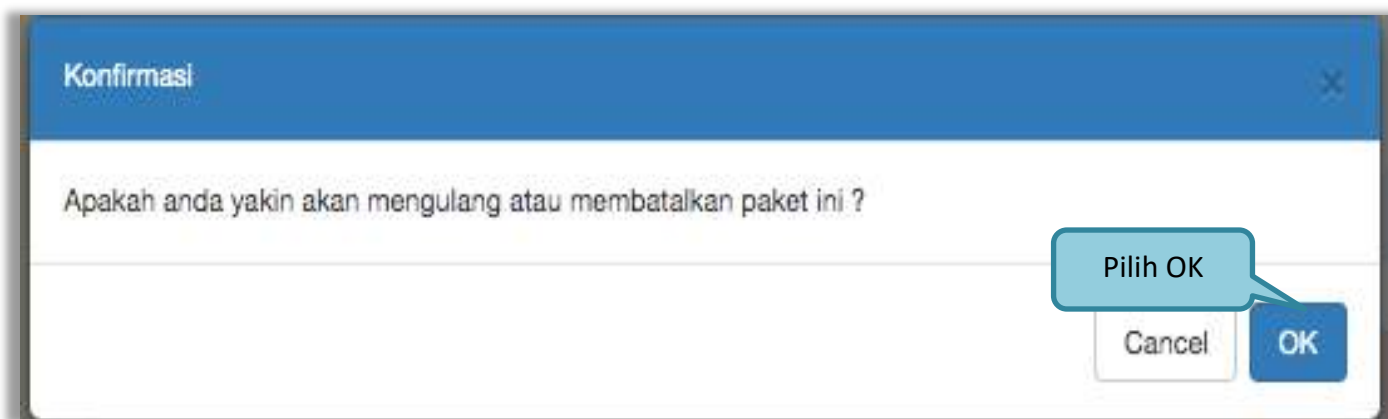 Konfirmasi
×
Apakah anda yakin akan mengulang atau membatalkan paket ini ?
Pilih OK
Cancel
OK